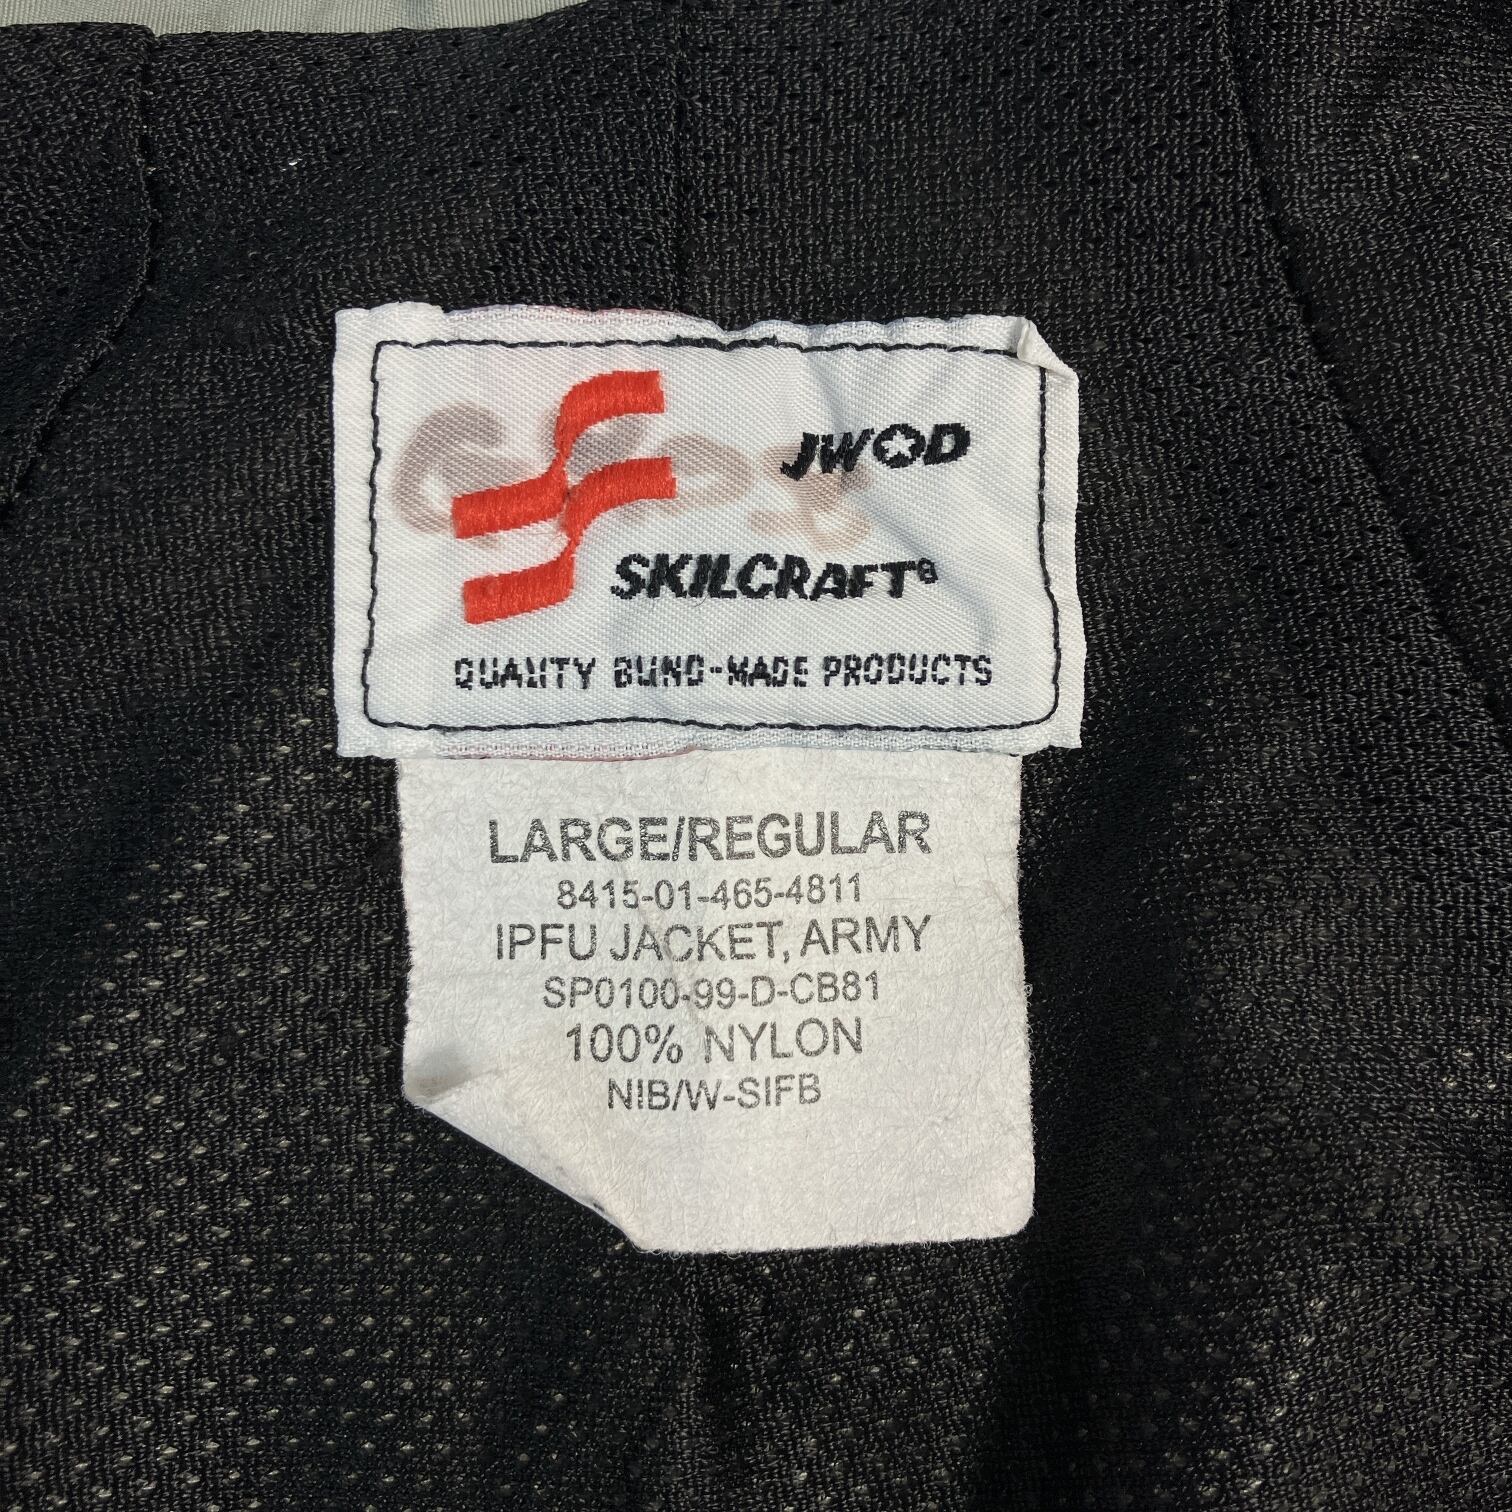 JWOD
SKILCRAFT®
QUALITY BLIND-MADE PRODUCTS
LARGE/REGULAR
8415-01-465-4811
IPFU JACKET, ARMY
SP0100-99-D-CB81
100% NYLON
NIB/W-SIFB